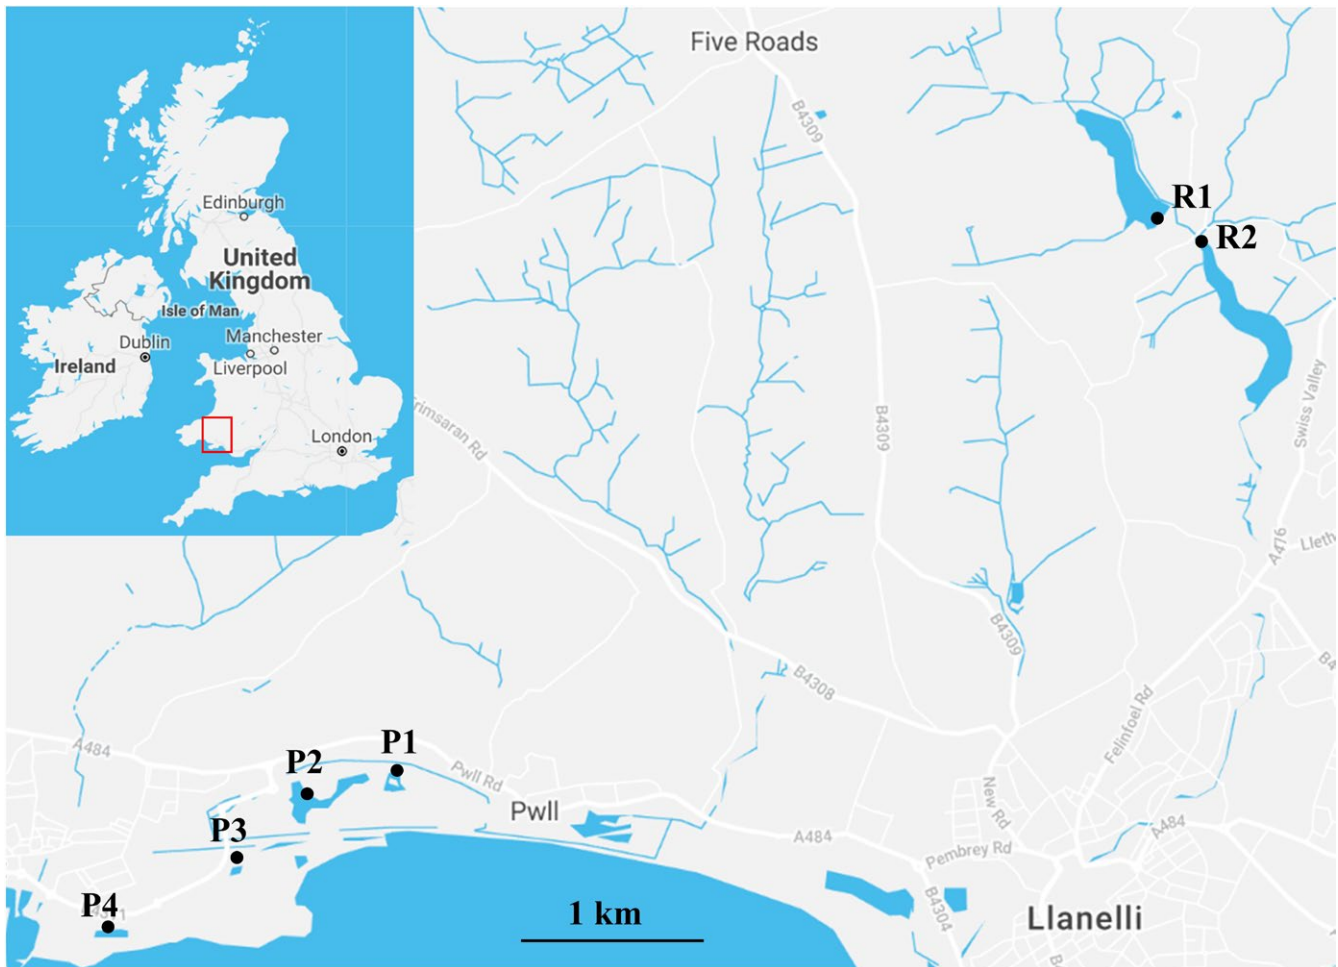 Edinburgh
United
Kingdom
Isle of Man
Dublin
Manchester
Ireland
Liverpool
London
Five Roads
B4309
R1
R2
B4309
Swiss Valley
A476
B4309
B4308
Felinfoel Rd
A484
P1
P2
Pwll Rd
Pwll
New Rd
A484
A484
P3
Pembrey Rd
P4
B4304
1 km
Llanelli